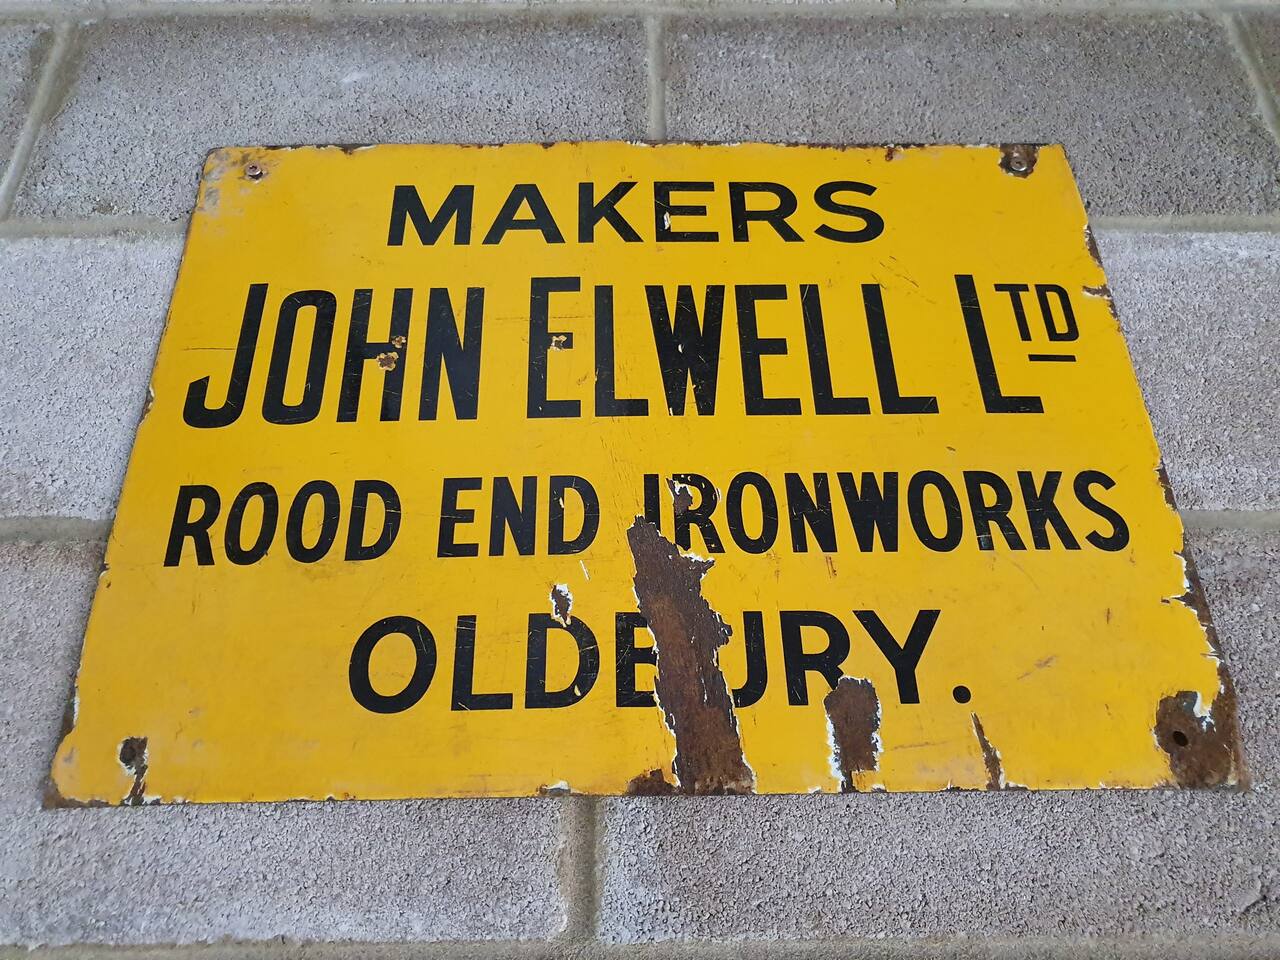 MAKERS
JOHN ELWELL LTD
ROOD END IRONWORKS
OLDBURY.